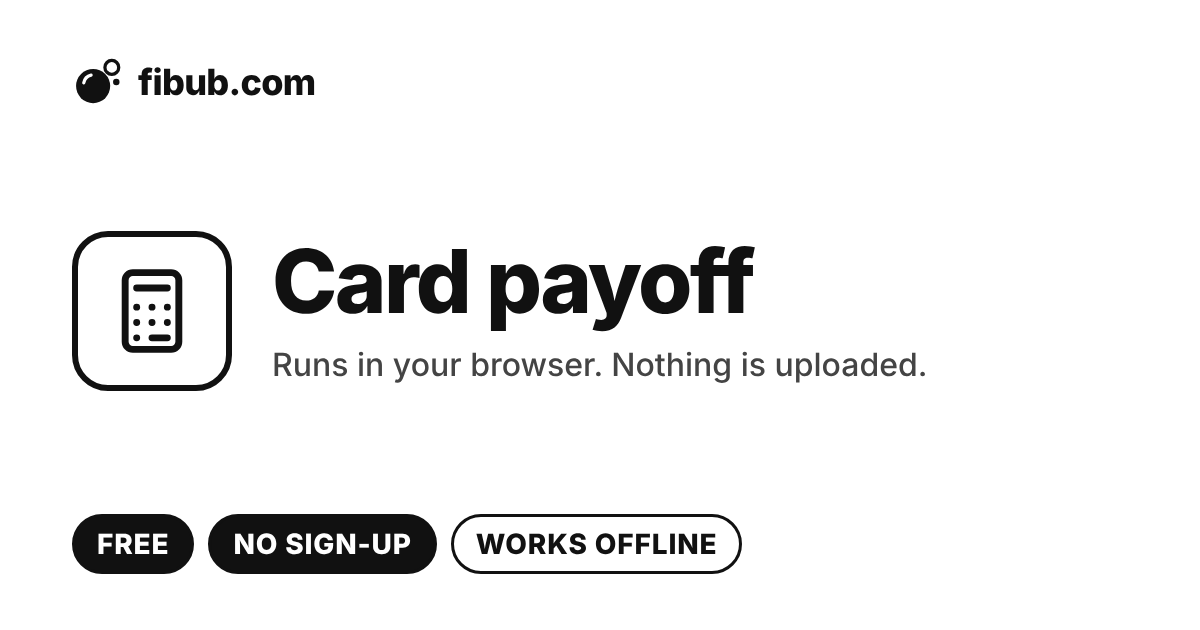 fibub.com
Card payoff
Runs in your browser. Nothing is uploaded.
FREE NO SIGN-UP WORKS OFFLINE